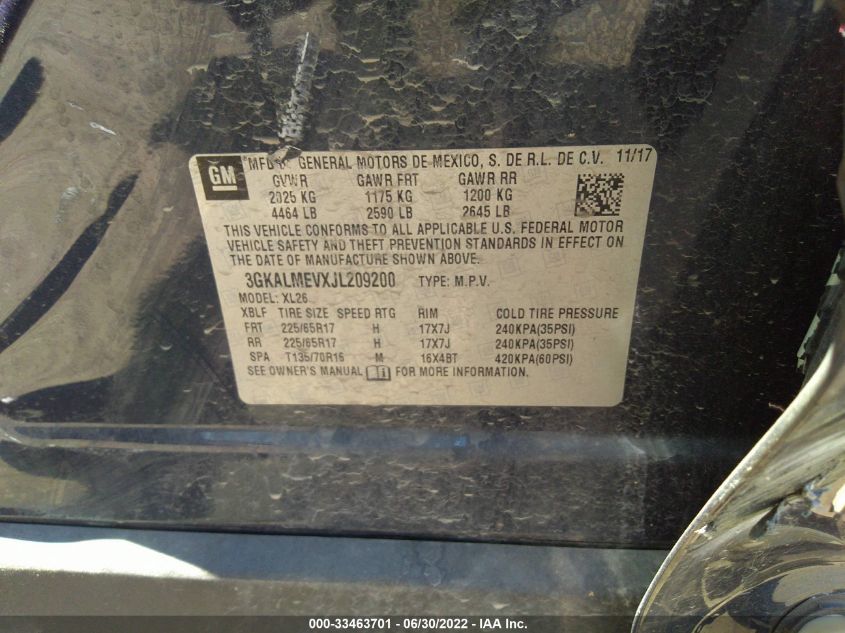 GM MFD BY GENERAL MOTORS DE MEXICO, S. DE R.L. DE C.V. 11/17
GVWR GAWR FRT GAWR RR
2025 KG 1175 KG 1200 KG
4464 LB 2590 LB 2645 LB
THIS VEHICLE CONFORMS TO ALL APPLICABLE U.S. FEDERAL MOTOR
VEHICLE SAFETY AND THEFT PREVENTION STANDARDS IN EFFECT ON
THE DATE OF MANUFACTURE SHOWN ABOVE.
3GKALMEVXJL209200 TYPE: M.P.V.
MODEL: XL26
XBLF TIRE SIZE SPEED RTG RIM COLD TIRE PRESSURE
FRT 225/65R17 H 17X7J 240KPA(35PSI)
RR 225/65R17 H 17X7J 240KPA(35PSI)
SPA T135/70R16 M 16X4BT 420KPA(60PSI)
SEE OWNER'S MANUAL FOR MORE INFORMATION.
000-33463701 - 06/30/2022 - IAA Inc.